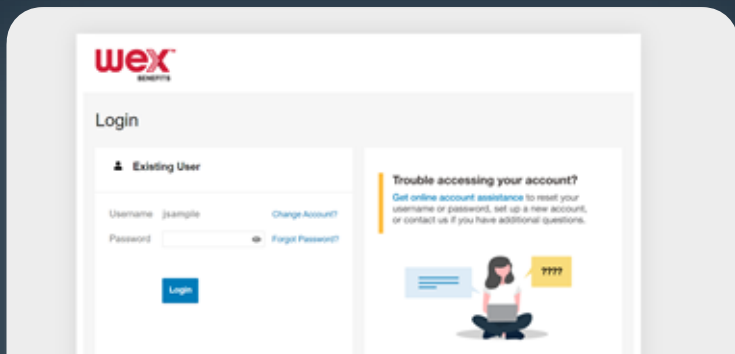 wex
BENEFITS
Login
Existing User
Username jsample Change Account?
Password Forgot Password?
Login
Trouble accessing your account?
Get online account assistance to reset your
username or password, set up a new account,
or contact us if you have additional questions.
????